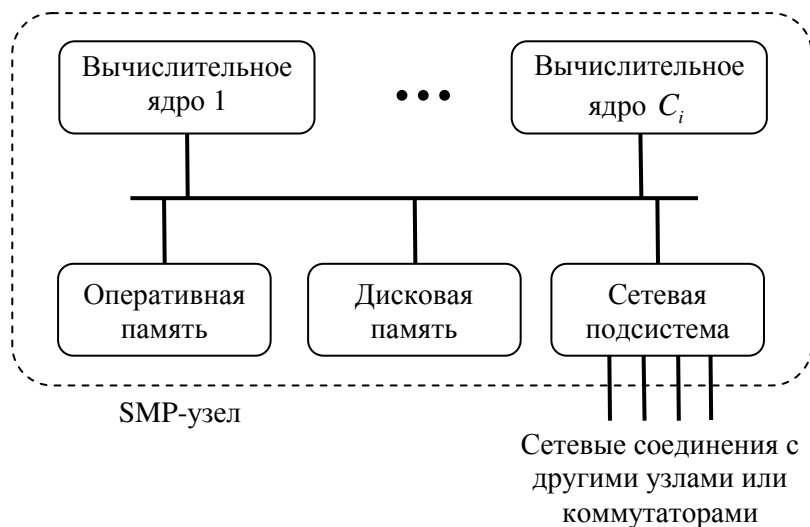 Вычислительное
ядро 1
Вычислительное
ядро C_i
Оперативная
память
Дисковая
память
Сетевая
подсистема
SMP-узел
Сетевые соединения с
другими узлами или
коммутаторами